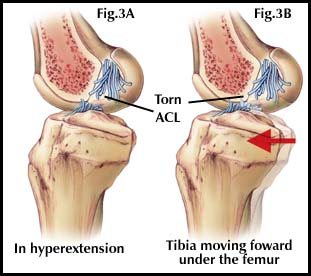 Fig.3A
Fig.3B
Torn
ACL
In hyperextension
Tibia moving foward
under the femur